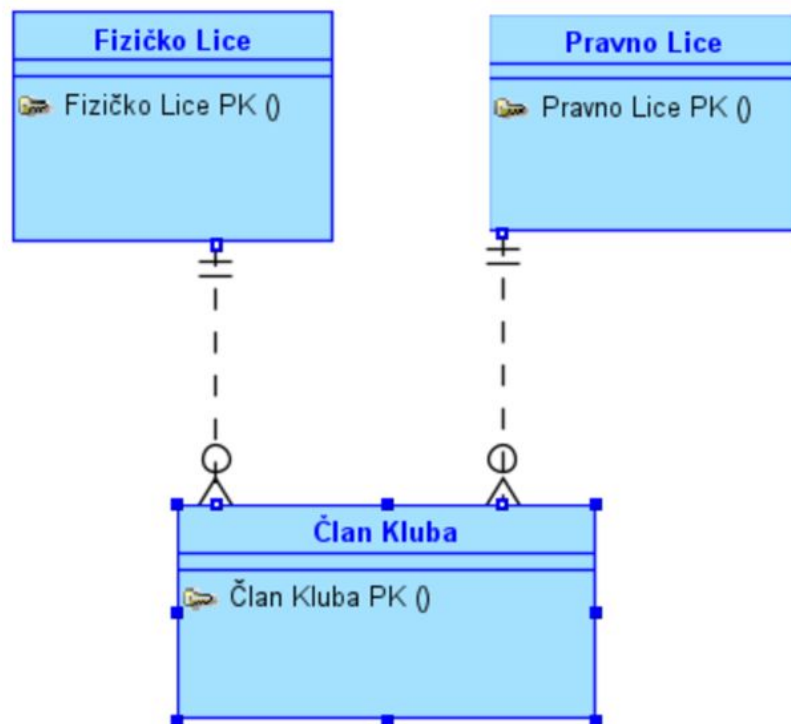 Fizičko Lice
Pravno Lice
Fizičko Lice PK ()
Pravno Lice PK ()
Član Kluba
Član Kluba PK ()